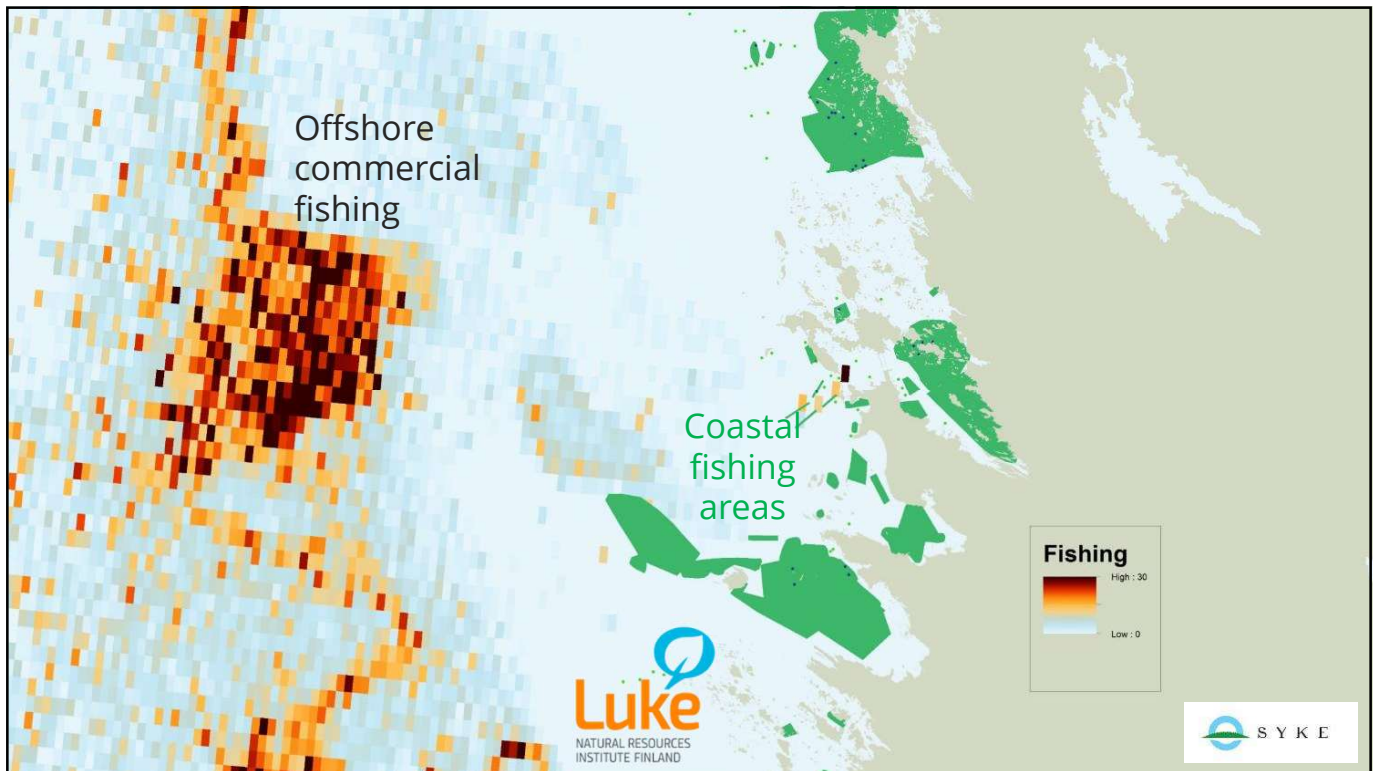 Offshore
commercial
fishing
Coastal
fishing
areas
Fishing
High : 30
Low : 0
Luke
NATURAL RESOURCES
INSTITUTE FINLAND
SYKE